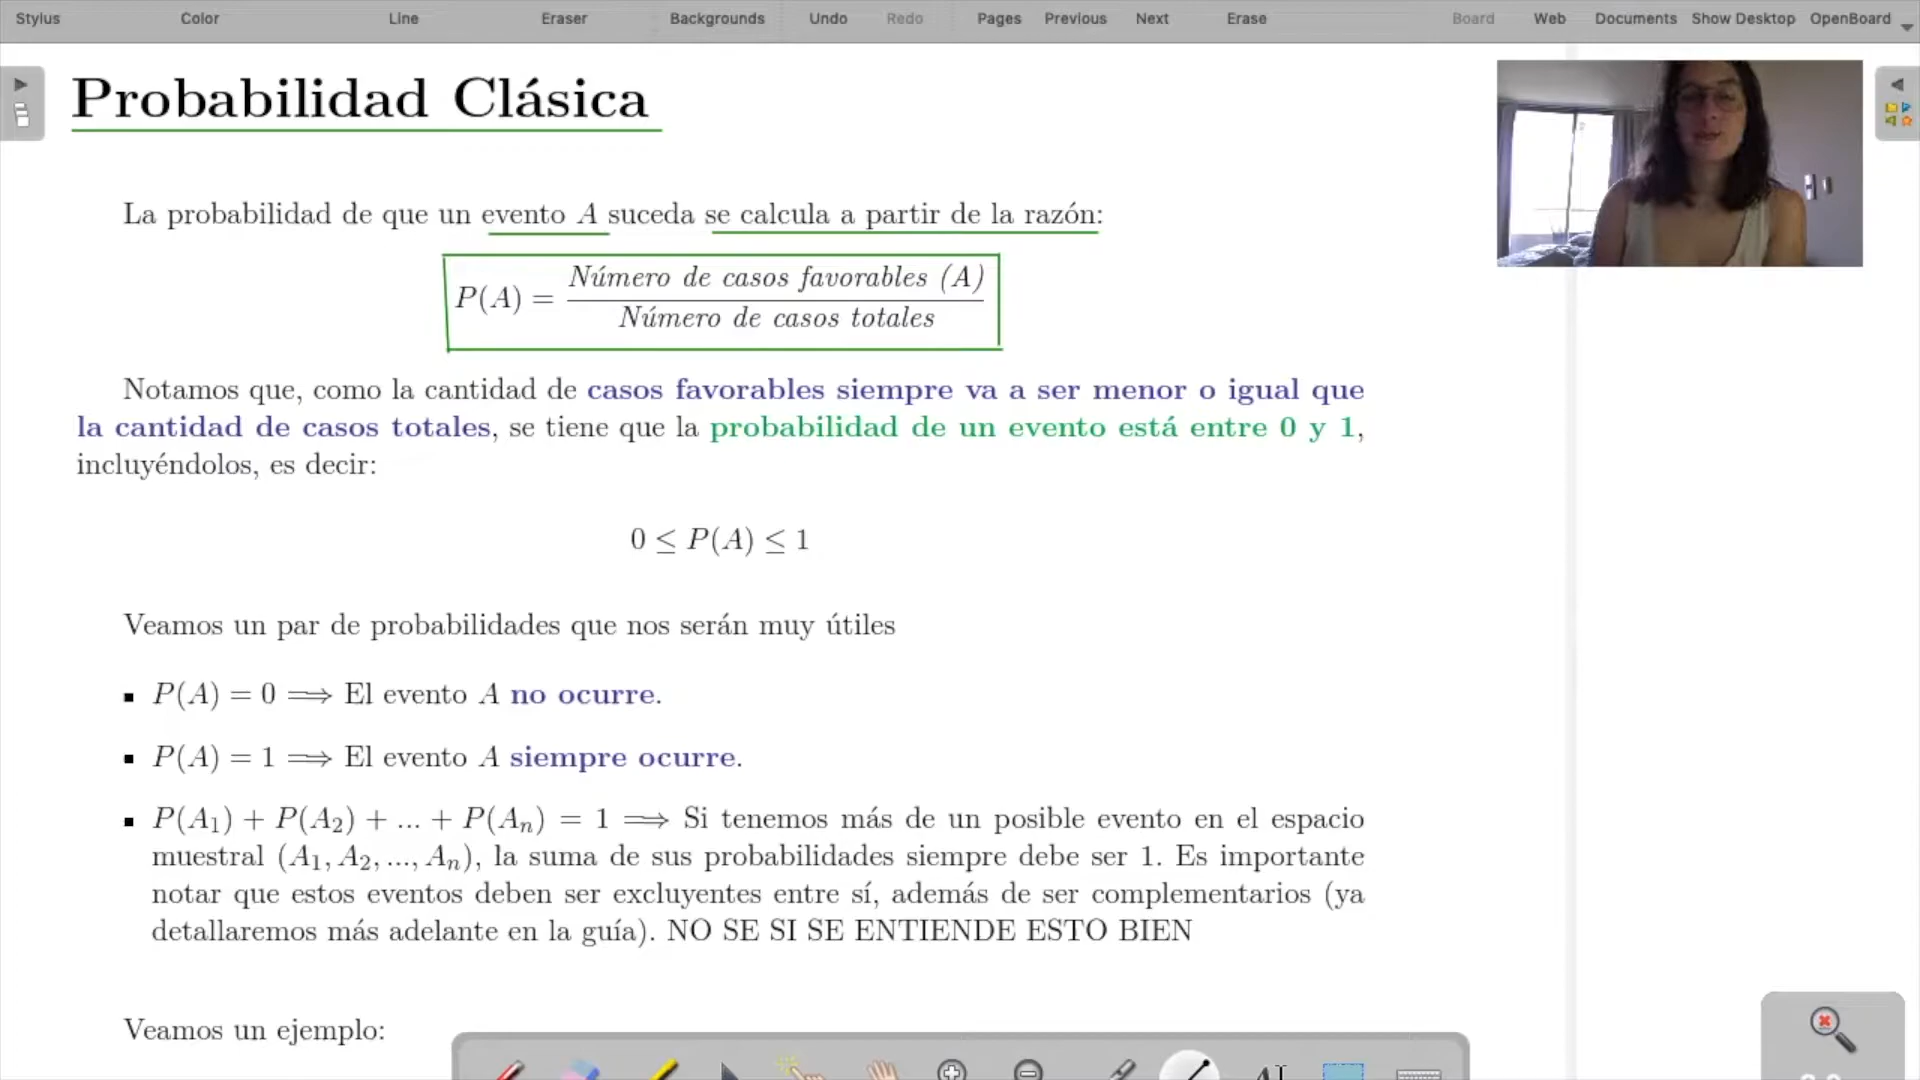 Stylus Color Line Eraser Backgrounds Undo Redo Pages Previous Next Erase Board Web Documents Show Desktop OpenBoard
Probabilidad Clásica
La probabilidad de que un evento A suceda se calcula a partir de la razón:
P(A) = Número de casos favorables (A) / Número de casos totales
Notamos que, como la cantidad de casos favorables siempre va a ser menor o igual que
la cantidad de casos totales, se tiene que la probabilidad de un evento está entre 0 y 1,
incluyéndolos, es decir:
0 ≤ P(A) ≤ 1
Veamos un par de probabilidades que nos serán muy útiles
▪ P(A) = 0 ⟹ El evento A no ocurre.
▪ P(A) = 1 ⟹ El evento A siempre ocurre.
▪ P(A₁) + P(A₂) + ... + P(Aₙ) = 1 ⟹ Si tenemos más de un posible evento en el espacio
muestral (A₁, A₂, ..., Aₙ), la suma de sus probabilidades siempre debe ser 1. Es importante
notar que estos eventos deben ser excluyentes entre sí, además de ser complementarios (ya
detallaremos más adelante en la guía). NO SE SI SE ENTIENDE ESTO BIEN
Veamos un ejemplo: